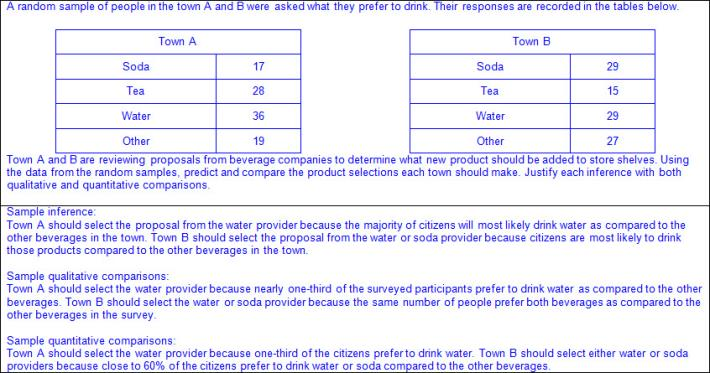 A random sample of people in the town A and B were asked what they prefer to drink. Their responses are recorded in the tables below.
Town A
Soda 17
Tea 28
Water 36
Other 19
Town B
Soda 29
Tea 15
Water 29
Other 27
Town A and B are reviewing proposals from beverage companies to determine what new product should be added to store shelves. Using
the data from the random samples, predict and compare the product selections each town should make. Justify each inference with both
qualitative and quantitative comparisons.
Sample inference:
Town A should select the proposal from the water provider because the majority of citizens will most likely drink water as compared to the
other beverages in the town. Town B should select the proposal from the water or soda provider because citizens are most likely to drink
those products compared to the other beverages in the town.
Sample qualitative comparisons:
Town A should select the water provider because nearly one-third of the surveyed participants prefer to drink water as compared to the other
beverages. Town B should select the water or soda provider because the same number of people prefer both beverages as compared to the
other beverages in the survey.
Sample quantitative comparisons:
Town A should select the water provider because one-third of the citizens prefer to drink water. Town B should select either water or soda
providers because close to 60% of the citizens prefer to drink water or soda compared to the other beverages.